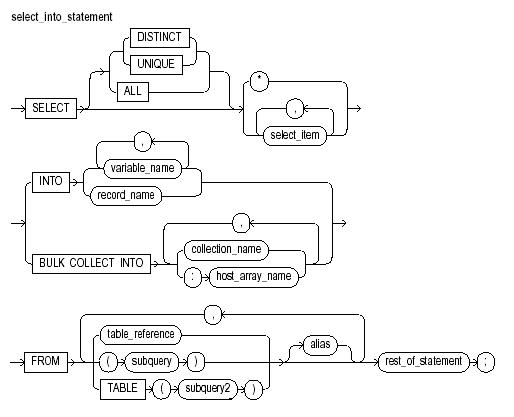 select_into_statement
DISTINCT
UNIQUE
ALL
SELECT
*
,
select_item
,
INTO
variable_name
record_name
,
BULK COLLECT INTO
collection_name
: host_array_name
,
table_reference
alias
FROM ( subquery ) rest_of_statement ;
TABLE ( subquery2 )